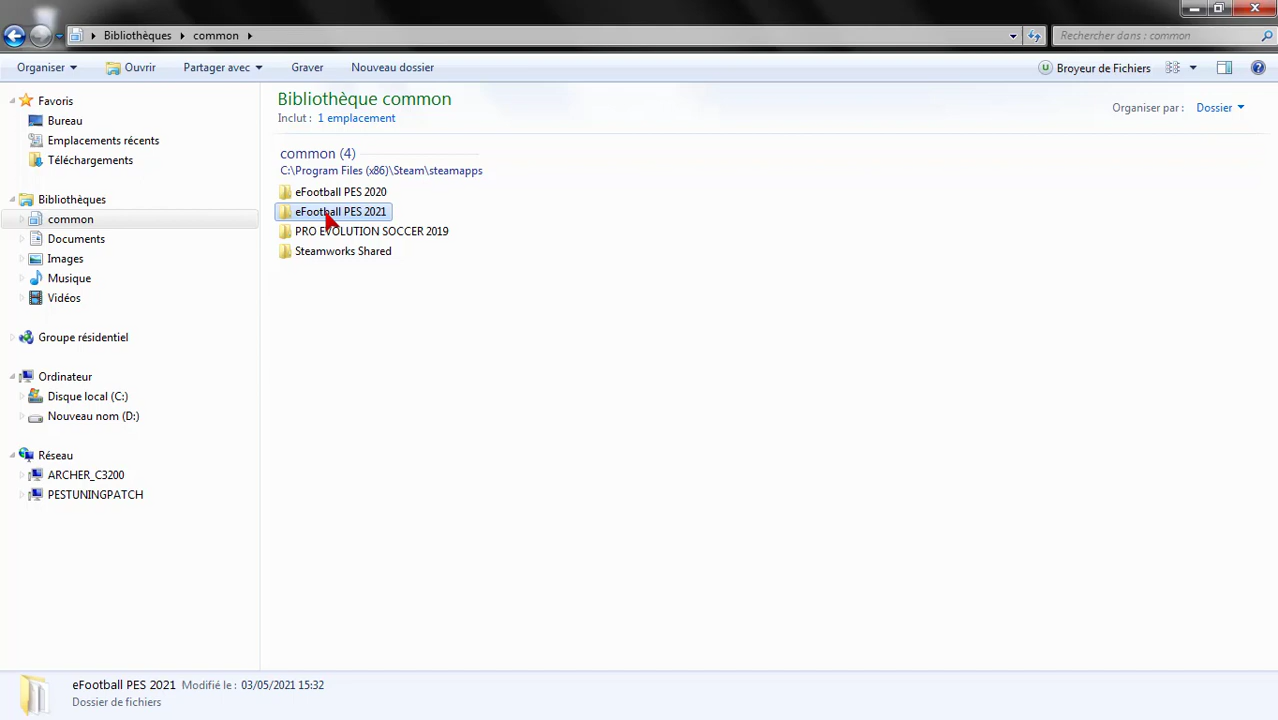 Bibliothèques common
Rechercher dans : common
Organiser Ouvrir Partager avec Graver Nouveau dossier Broyeur de Fichiers
Favoris
Bureau
Emplacements récents
Téléchargements
Bibliothèques
common
Documents
Images
Musique
Vidéos
Groupe résidentiel
Ordinateur
Disque local (C:)
Nouveau nom (D:)
Réseau
ARCHER_C3200
PESTUNINGPATCH
Bibliothèque common
Inclut : 1 emplacement
Organiser par : Dossier
common (4)
C:\Program Files (x86)\Steam\steamapps
eFootball PES 2020
eFootball PES 2021
PRO EVOLUTION SOCCER 2019
Steamworks Shared
eFootball PES 2021 Modifié le : 03/05/2021 15:32
Dossier de fichiers